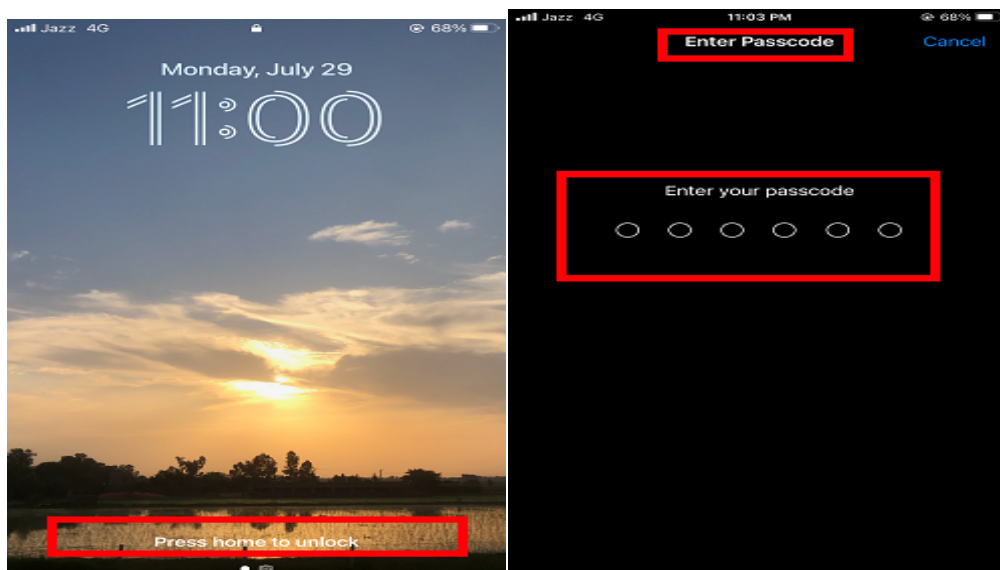 Jazz 4G
68%
Monday, July 29
11:00
Press home to unlock
Jazz 4G
11:03 PM
68%
Enter Passcode
Cancel
Enter your passcode